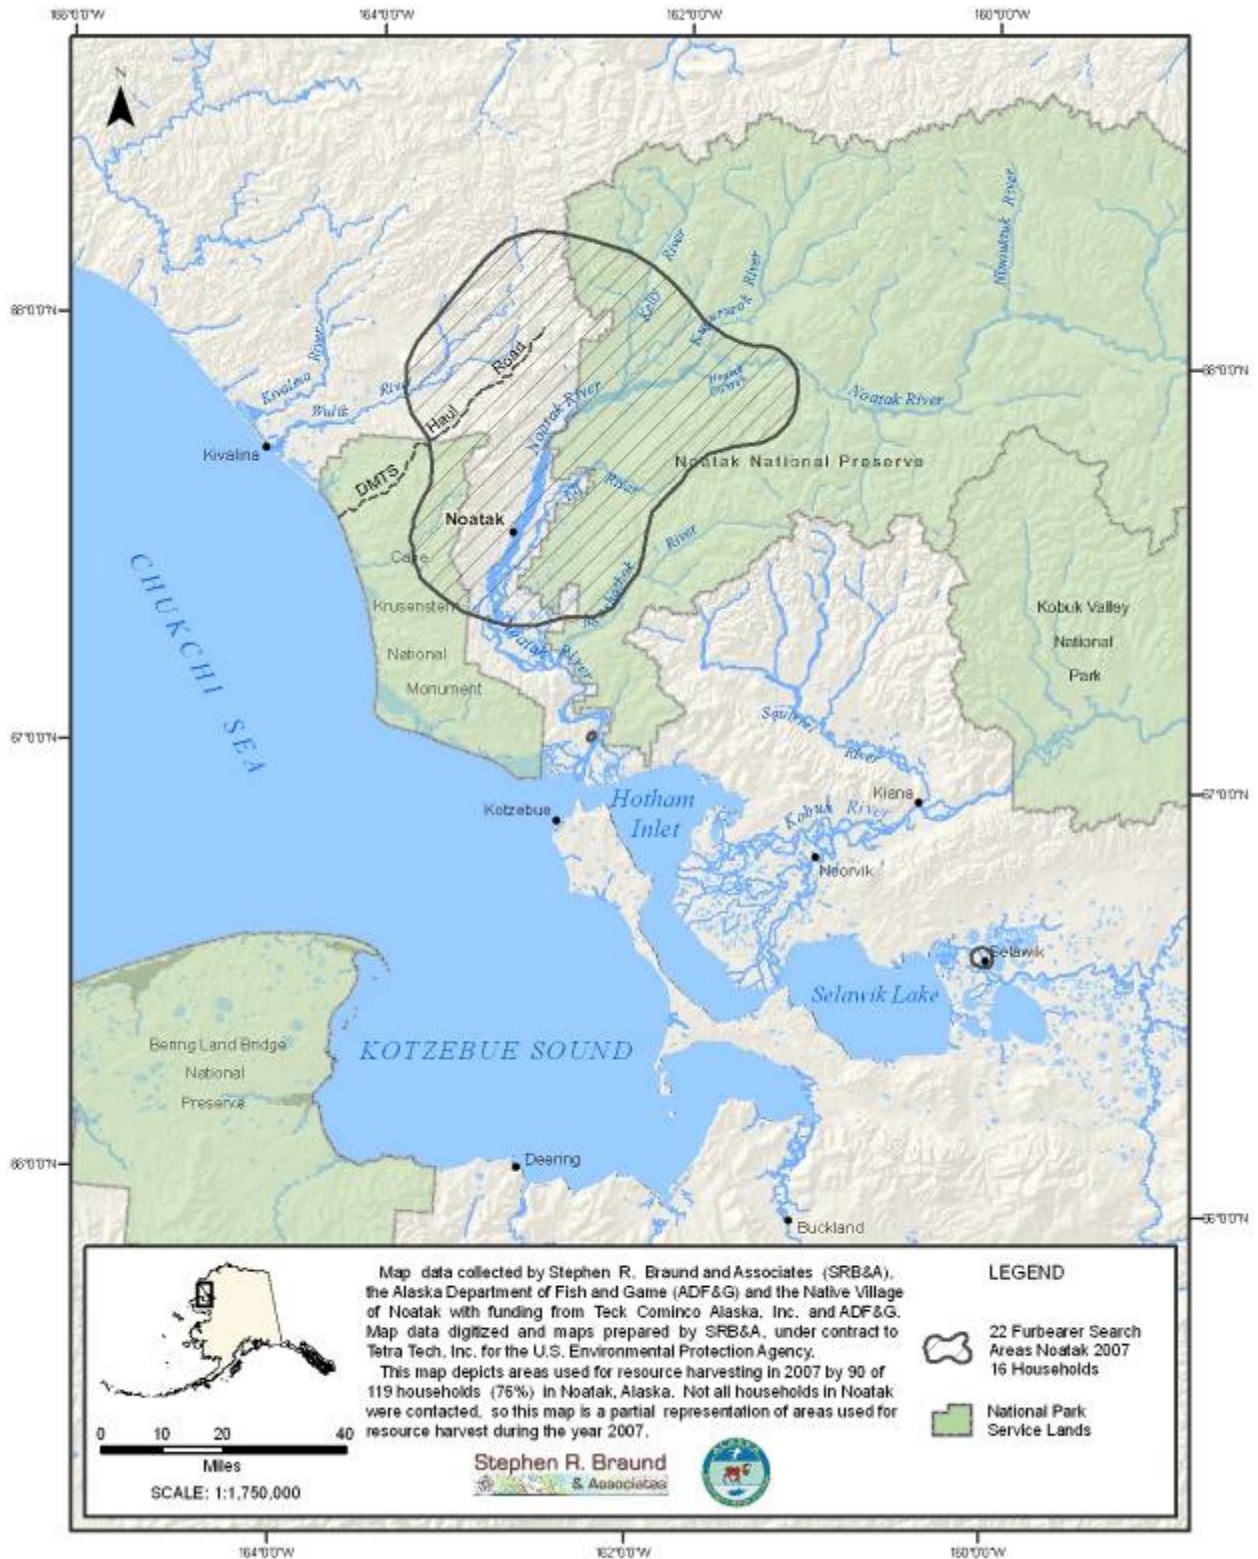 166°0'0"W
164°0'0"W
162°0'0"W
160°0'0"W
N
68°0'0"N
68°0'0"N
67°0'0"N
67°0'0"N
66°0'0"N
66°0'0"N
Nimiuktuk River
Kelly River
River
Kivalina River
Wulik River
Kivalina
DMTS Haul Road
Noatak River
Noatak River
Noatak National Preserve
Eli River
Noatak
River
Cape
Krusenstern
National
Monument
Noatak River
Kobuk Valley
National
Park
CHUKCHI SEA
Squirrel River
Kiana
Kobuk River
Noorvik
Kotzebue
Hotham
Inlet
Selawik
Selawik Lake
Bering Land Bridge
National
Preserve
KOTZEBUE SOUND
Deering
Buckland
Map data collected by Stephen R. Braund and Associates (SRB&A),
the Alaska Department of Fish and Game (ADF&G) and the Native Village
of Noatak with funding from Teck Cominco Alaska, Inc. and ADF&G.
Map data digitized and maps prepared by SRB&A, under contract to
Tetra Tech, Inc. for the U.S. Environmental Protection Agency.
This map depicts areas used for resource harvesting in 2007 by 90 of
119 households (76%) in Noatak, Alaska. Not all households in Noatak
were contacted, so this map is a partial representation of areas used for
resource harvest during the year 2007.
LEGEND
22 Furbearer Search
Areas Noatak 2007
16 Households
National Park
Service Lands
0 10 20 40
Miles
SCALE: 1:1,750,000
Stephen R. Braund
& Associates
ALASKA
164°0'0"W
162°0'0"W
160°0'0"W